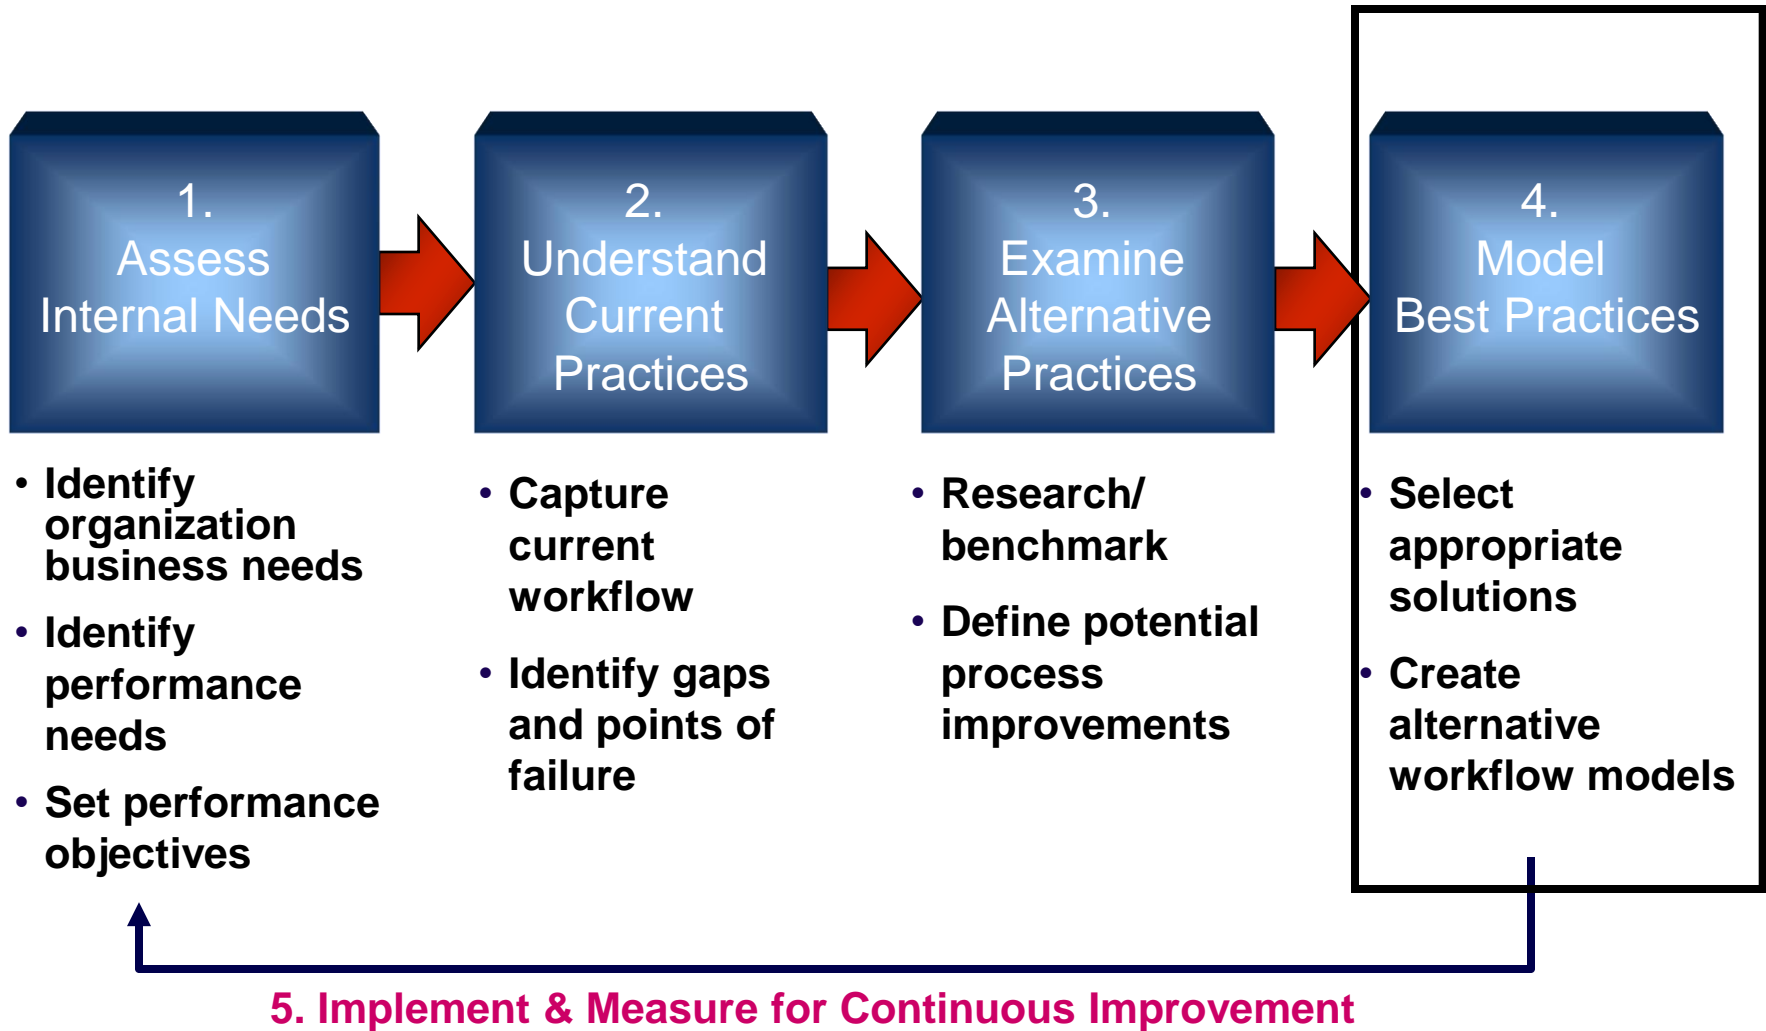 1.
Assess
Internal Needs
2.
Understand
Current
Practices
3.
Examine
Alternative
Practices
4.
Model
Best Practices
• Identify
organization
business needs
• Identify
performance
needs
• Set performance
objectives
• Capture
current
workflow
• Identify gaps
and points of
failure
• Research/
benchmark
• Define potential
process
improvements
• Select
appropriate
solutions
• Create
alternative
workflow models
5. Implement & Measure for Continuous Improvement